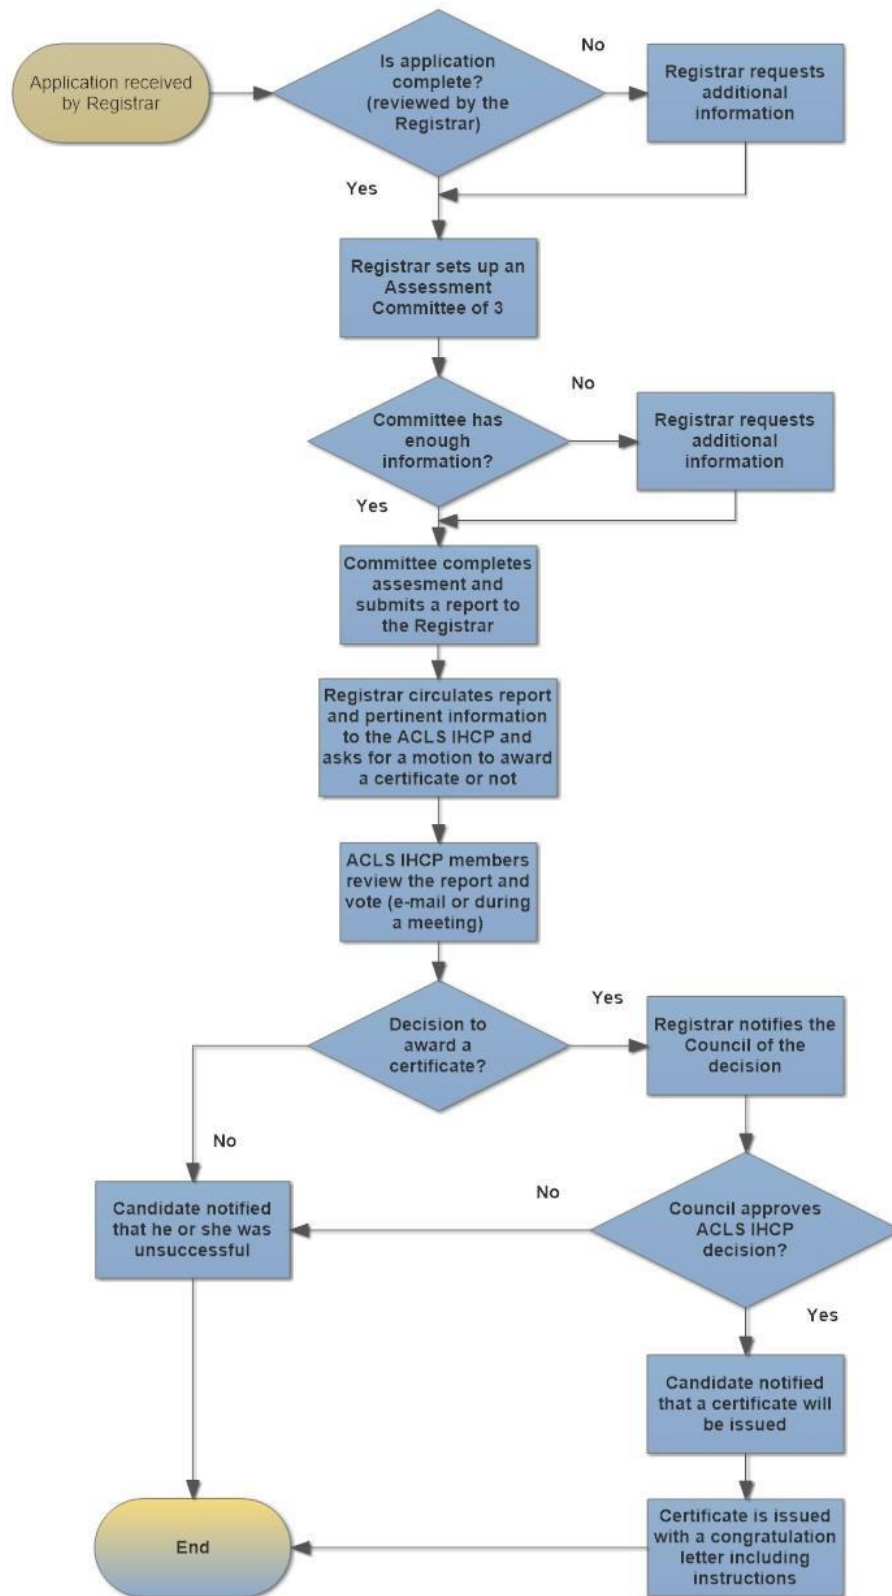 Application received
by Registrar
Is application
complete?
(reviewed by the
Registrar)
No
Registrar requests
additional
information
Yes
Registrar sets up an
Assessment
Committee of 3
Committee has
enough
information?
No
Registrar requests
additional
information
Yes
Committee completes
assesment and
submits a report to
the Registrar
Registrar circulates report
and pertinent information
to the ACLS IHCP and
asks for a motion to award
a certificate or not
ACLS IHCP members
review the report and
vote (e-mail or during
a meeting)
Decision to
award a
certificate?
Yes
Registrar notifies the
Council of the
decision
No
Candidate notified
that he or she was
unsuccessful
No
Council approves
ACLS IHCP
decision?
Yes
Candidate notified
that a certificate will
be issued
Certificate is issued
with a congratulation
letter including
instructions
End